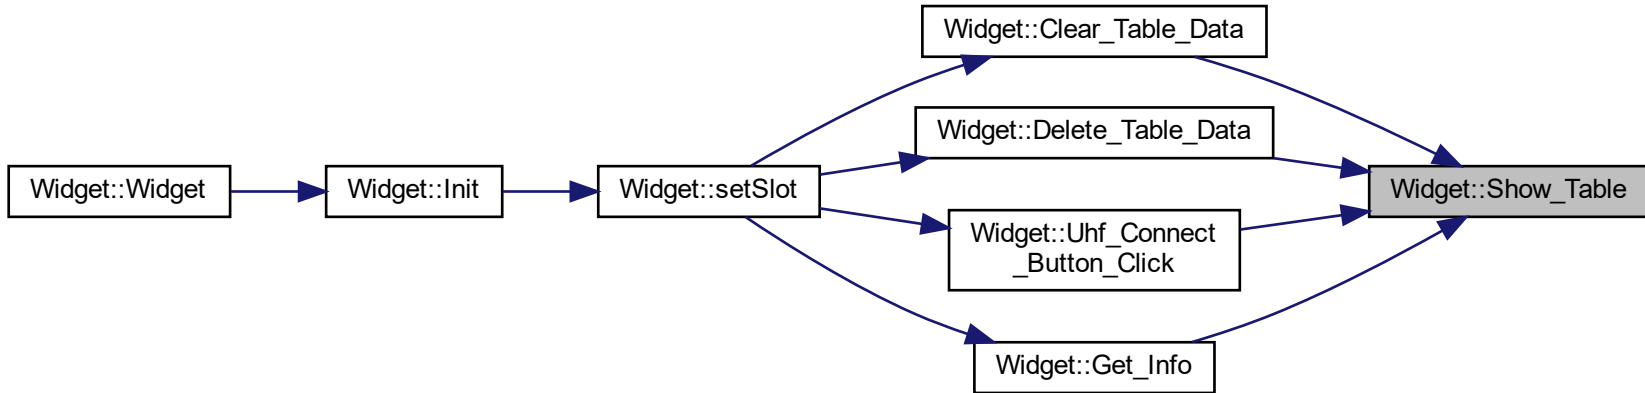 Widget::Widget
Widget::Init
Widget::setSlot
Widget::Clear_Table_Data
Widget::Delete_Table_Data
Widget::Uhf_Connect
_Button_Click
Widget::Get_Info
Widget::Show_Table